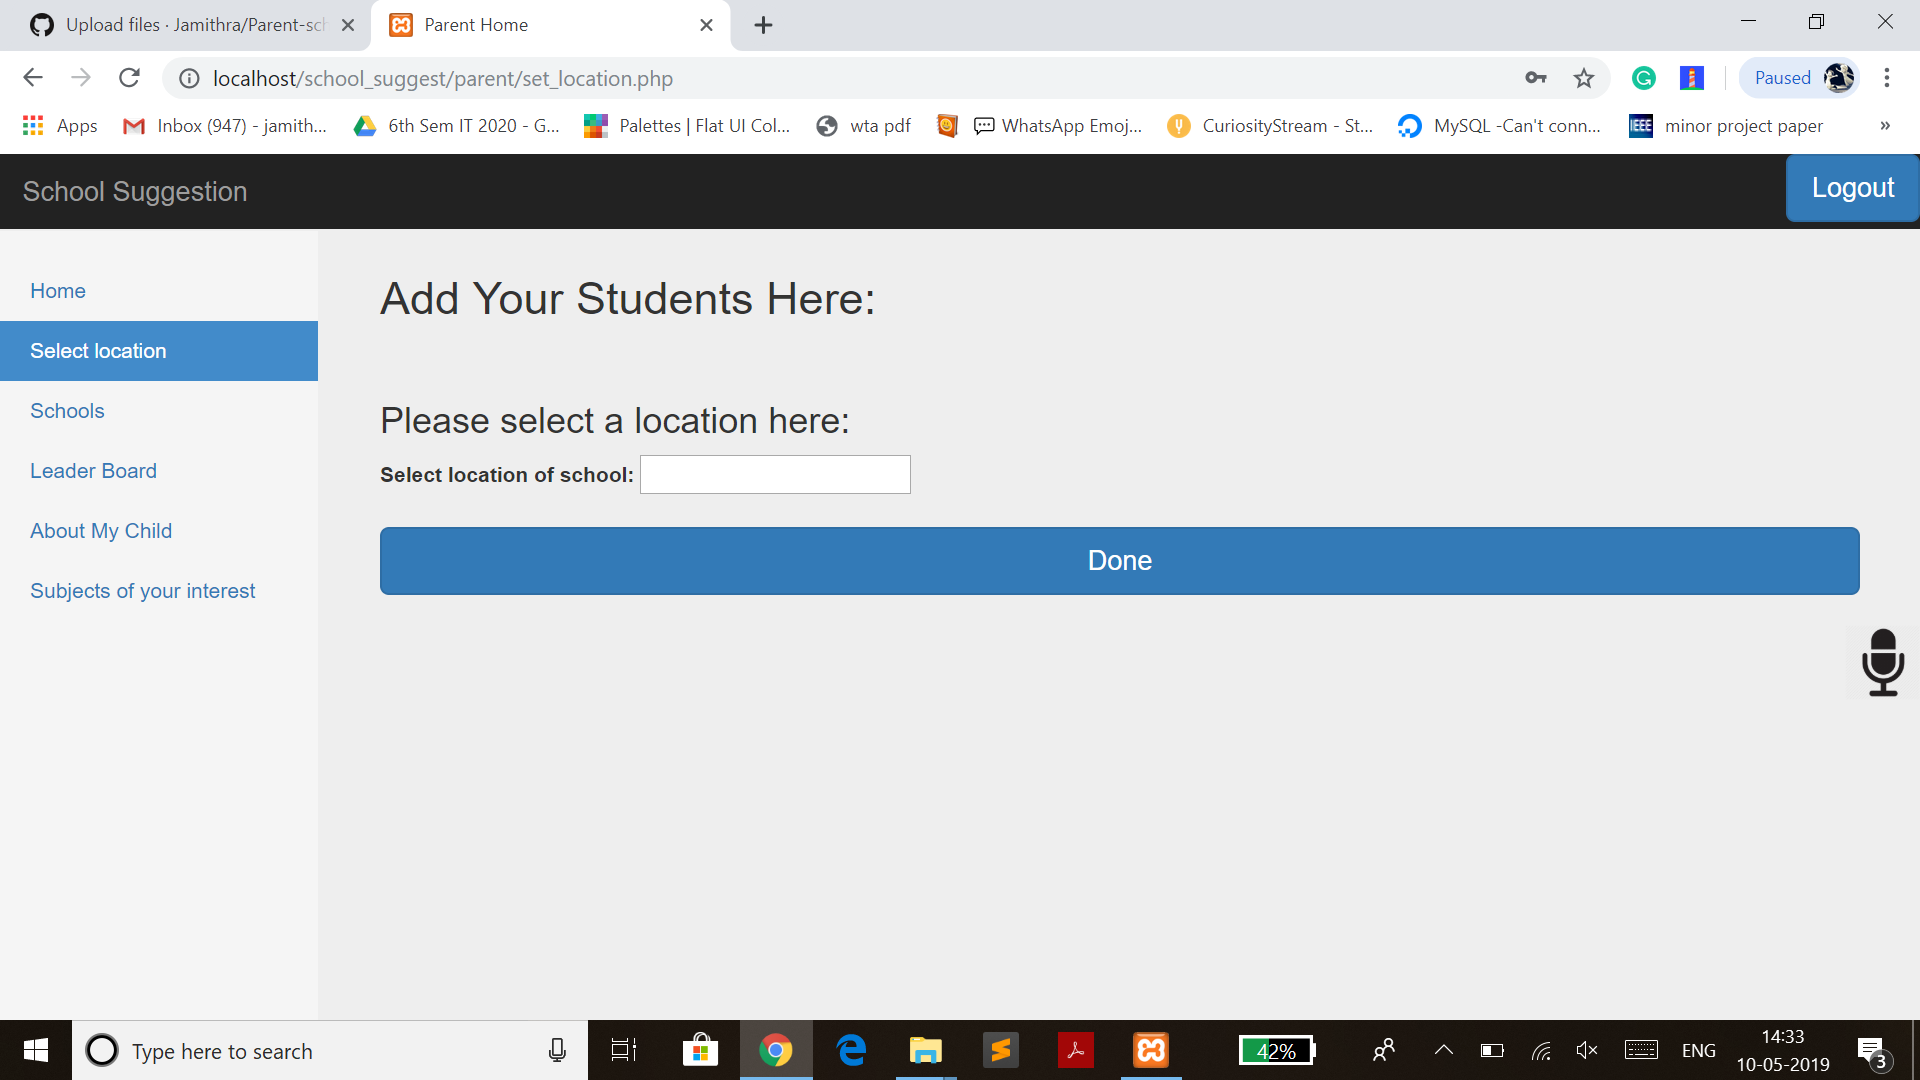 Upload files · Jamithra/Parent-sch
Parent Home
localhost/school_suggest/parent/set_location.php
Paused
Apps
Inbox (947) - jamith...
6th Sem IT 2020 - G...
Palettes | Flat UI Col...
wta pdf
WhatsApp Emoj...
CuriosityStream - St...
MySQL -Can't conn...
IEEE
minor project paper
»
School Suggestion
Logout
Home
Select location
Schools
Leader Board
About My Child
Subjects of your interest
Add Your Students Here:
Please select a location here:
Select location of school:
Done
Type here to search
42%
ENG
14:33
10-05-2019
3